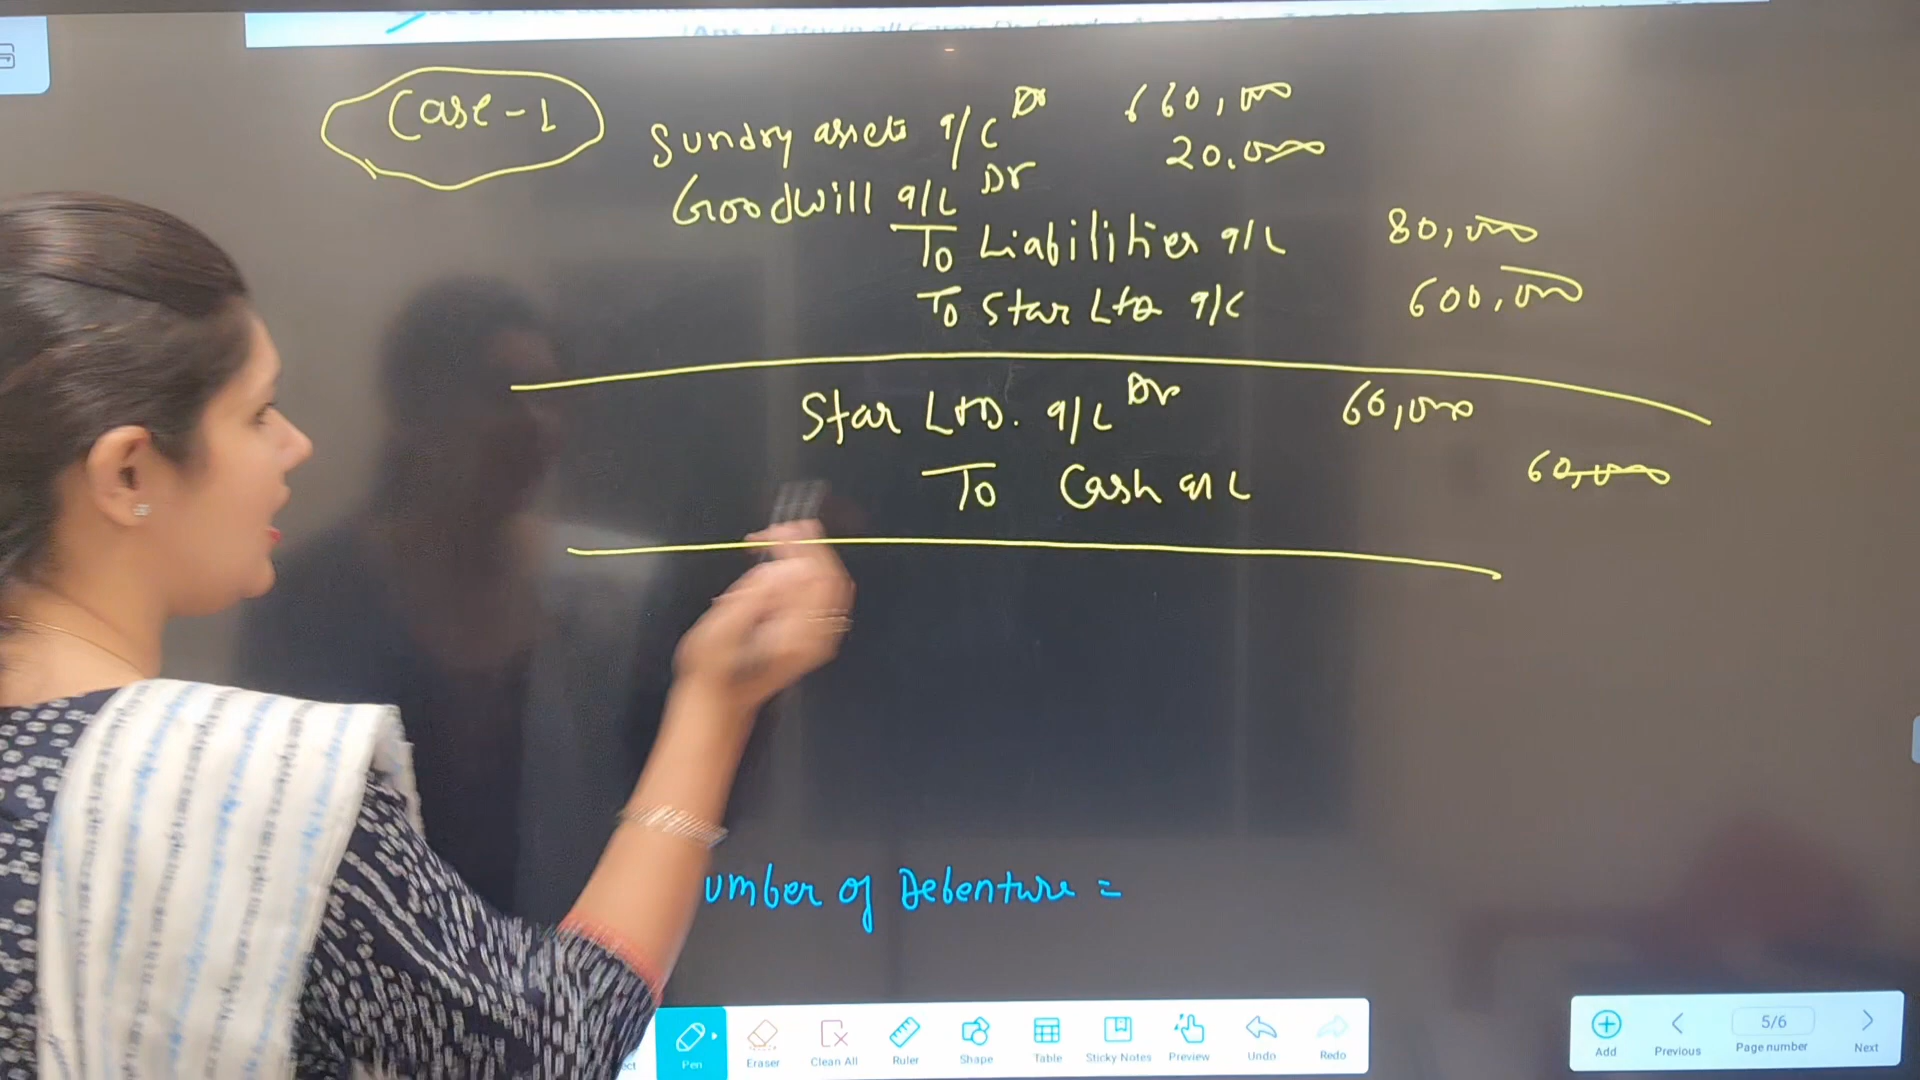 Case-1
Sundry assets a/c Dr 660,000
Goodwill a/c Dr 20,000
To Liabilities a/c 80,000
To Star Ltd a/c 600,000
Star Ltd. a/c Dr 60,000
To Cash a/c 60,000
umber of Debenture =
Pen
Eraser
Clean All
Ruler
Shape
Table
Sticky Notes
Preview
Undo
Redo
Add
Previous
5/6
Page number
Next